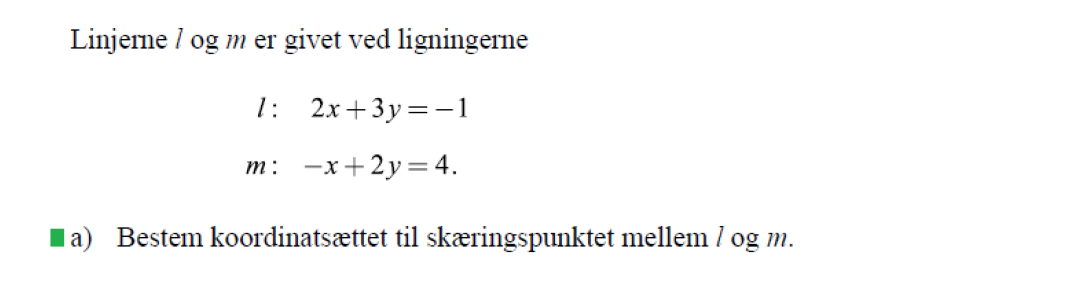 Linjerne l og m er givet ved ligningerne
l: 2x+3y=−1
m: −x+2y=4.
a) Bestem koordinatsættet til skæringspunktet mellem l og m.